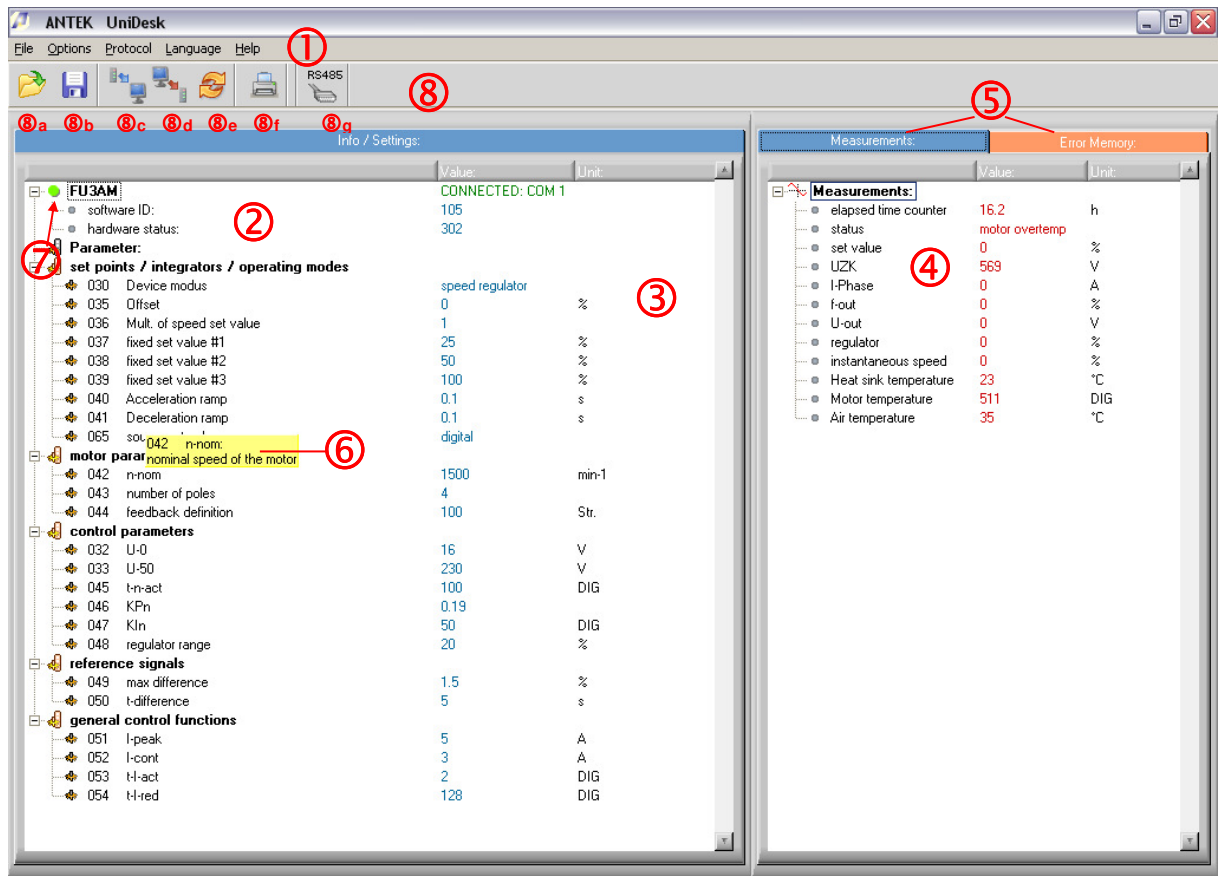 ANTEK UniDesk
File Options Protocol Language Help ①
RS485
⑧
⑧a ⑧b ⑧c ⑧d ⑧e ⑧f ⑧g
⑤
Info / Settings:
Value: Unit:
FU3AM CONNECTED: COM 1
software ID: 105
②
hardware status: 302
⑦
Parameter:
set points / integrators / operating modes
030 Device modus speed regulator
③
035 Offset 0 %
036 Mult. of speed set value 1
037 fixed set value #1 25 %
038 fixed set value #2 50 %
039 fixed set value #3 100 %
040 Acceleration ramp 0.1 s
041 Deceleration ramp 0.1 s
065 digital
042 n-nom:
nominal speed of the motor
⑥
motor
042 n-nom 1500 min-1
043 number of poles 4
044 feedback definition 100 Str.
control parameters
032 U-0 16 V
033 U-50 230 V
045 t-n-act 100 DIG
046 KPn 0.19
047 KIn 50 DIG
048 regulator range 20 %
reference signals
049 max difference 1.5 %
050 t-difference 5 s
general control functions
051 I-peak 5 A
052 I-cont 3 A
053 t-I-act 2 DIG
054 t-I-red 128 DIG
Measurements: Error Memory:
Value: Unit:
Measurements:
elapsed time counter 16.2 h
status motor overtemp
set value 0 %
④
UZK 569 V
I-Phase 0 A
f-out 0 %
U-out 0 V
regulator 0 %
instantaneous speed 0 %
Heat sink temperature 23 °C
Motor temperature 511 DIG
Air temperature 35 °C